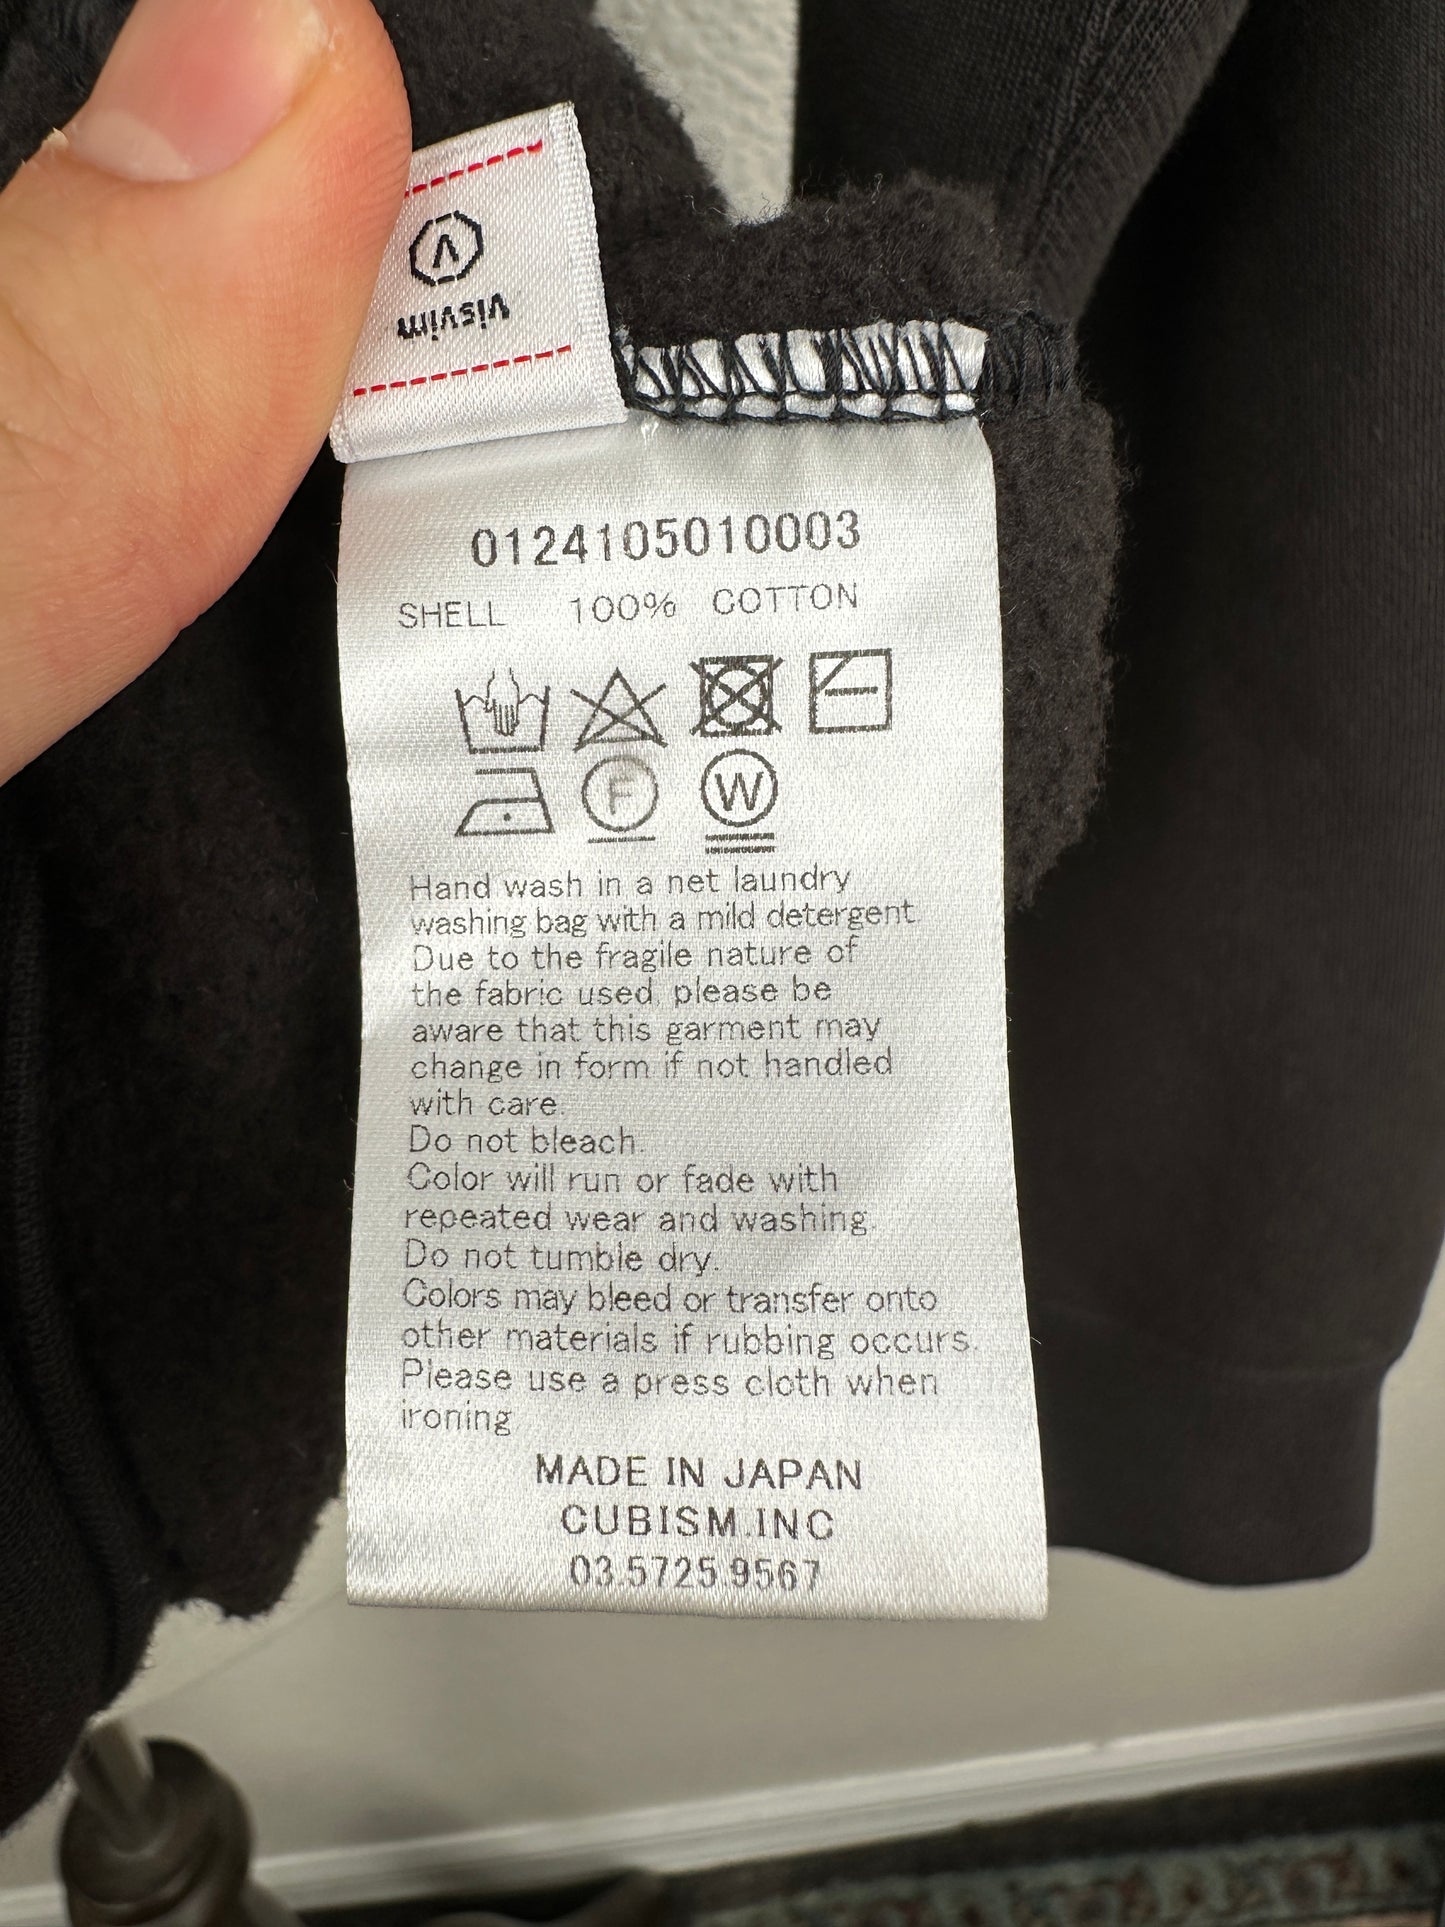 V
visvim
0124105010003
SHELL 100% COTTON
F W
Hand wash in a net laundry
washing bag with a mild detergent.
Due to the fragile nature of
the fabric used, please be
aware that this garment may
change in form if not handled
with care.
Do not bleach.
Color will run or fade with
repeated wear and washing.
Do not tumble dry.
Colors may bleed or transfer onto
other materials if rubbing occurs.
Please use a press cloth when
ironing
MADE IN JAPAN
CUBISM.INC
03.5725.9567